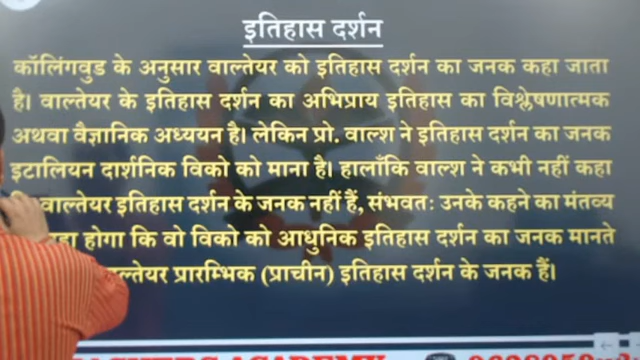 इतिहास दर्शन
कॉलिंगवुड के अनुसार वाल्तेयर को इतिहास दर्शन का जनक कहा जाता
है। वाल्तेयर के इतिहास दर्शन का अभिप्राय इतिहास का विश्लेषणात्मक
अथवा वैज्ञानिक अध्ययन है। लेकिन प्रो. वाल्श ने इतिहास दर्शन का जनक
इटालियन दार्शनिक विको को माना है। हालाँकि वाल्श ने कभी नहीं कहा
वाल्तेयर इतिहास दर्शन के जनक नहीं हैं, संभवतः उनके कहने का मंतव्य
होगा कि वो विको को आधुनिक इतिहास दर्शन का जनक मानते
प्रारम्भिक (प्राचीन) इतिहास दर्शन के जनक हैं।